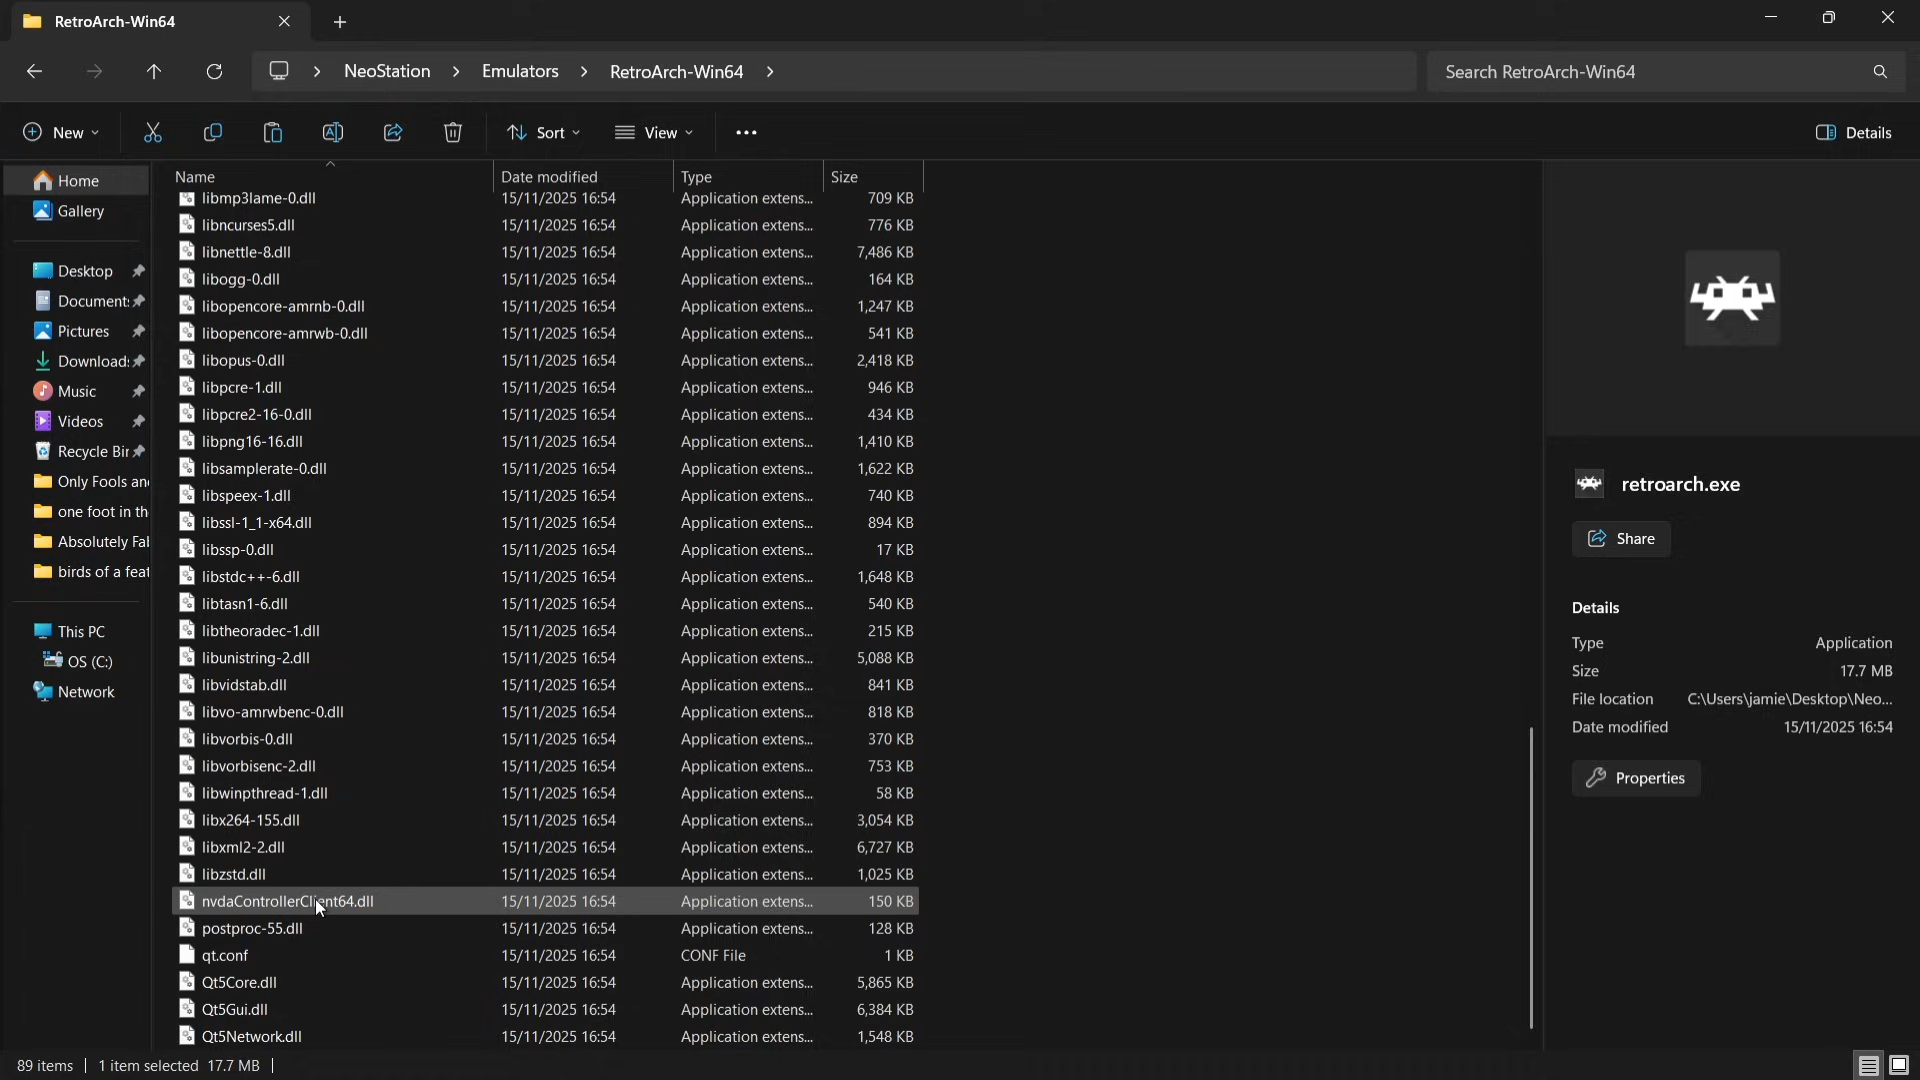 RetroArch-Win64
NeoStation Emulators RetroArch-Win64
Search RetroArch-Win64
New Sort View Details
Name Date modified Type Size
Home
Gallery
Desktop
Document
Pictures
Download
Music
Videos
Recycle Bir
Only Fools an
one foot in th
Absolutely Fa
birds of a feat
This PC
OS (C:)
Network
libmp3lame-0.dll 15/11/2025 16:54 Application extens... 709 KB
libncurses5.dll 15/11/2025 16:54 Application extens... 776 KB
libnettle-8.dll 15/11/2025 16:54 Application extens... 7,486 KB
libogg-0.dll 15/11/2025 16:54 Application extens... 164 KB
libopencore-amrnb-0.dll 15/11/2025 16:54 Application extens... 1,247 KB
libopencore-amrwb-0.dll 15/11/2025 16:54 Application extens... 541 KB
libopus-0.dll 15/11/2025 16:54 Application extens... 2,418 KB
libpcre-1.dll 15/11/2025 16:54 Application extens... 946 KB
libpcre2-16-0.dll 15/11/2025 16:54 Application extens... 434 KB
libpng16-16.dll 15/11/2025 16:54 Application extens... 1,410 KB
libsamplerate-0.dll 15/11/2025 16:54 Application extens... 1,622 KB
libspeex-1.dll 15/11/2025 16:54 Application extens... 740 KB
libssl-1_1-x64.dll 15/11/2025 16:54 Application extens... 894 KB
libssp-0.dll 15/11/2025 16:54 Application extens... 17 KB
libstdc++-6.dll 15/11/2025 16:54 Application extens... 1,648 KB
libtasn1-6.dll 15/11/2025 16:54 Application extens... 540 KB
libtheoradec-1.dll 15/11/2025 16:54 Application extens... 215 KB
libunistring-2.dll 15/11/2025 16:54 Application extens... 5,088 KB
libvidstab.dll 15/11/2025 16:54 Application extens... 841 KB
libvo-amrwbenc-0.dll 15/11/2025 16:54 Application extens... 818 KB
libvorbis-0.dll 15/11/2025 16:54 Application extens... 370 KB
libvorbisenc-2.dll 15/11/2025 16:54 Application extens... 753 KB
libwinpthread-1.dll 15/11/2025 16:54 Application extens... 58 KB
libx264-155.dll 15/11/2025 16:54 Application extens... 3,054 KB
libxml2-2.dll 15/11/2025 16:54 Application extens... 6,727 KB
libzstd.dll 15/11/2025 16:54 Application extens... 1,025 KB
nvdaControllerClient64.dll 15/11/2025 16:54 Application extens... 150 KB
postproc-55.dll 15/11/2025 16:54 Application extens... 128 KB
qt.conf 15/11/2025 16:54 CONF File 1 KB
Qt5Core.dll 15/11/2025 16:54 Application extens... 5,865 KB
Qt5Gui.dll 15/11/2025 16:54 Application extens... 6,384 KB
Qt5Network.dll 15/11/2025 16:54 Application extens... 1,548 KB
retroarch.exe
Share
Details
Type Application
Size 17.7 MB
File location C:\Users\jamie\Desktop\Neo...
Date modified 15/11/2025 16:54
Properties
89 items 1 item selected 17.7 MB